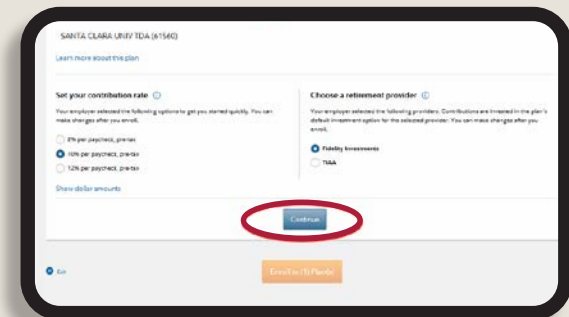 SANTA CLARA UNIV TDA (61560)
Learn more about this plan
Set your contribution rate
Your employer selected the following options to get you started quickly. You can
make changes after you enroll.
8% per paycheck, pre-tax
10% per paycheck, pre-tax
12% per paycheck, pre-tax
Show dollar amounts
Choose a retirement provider
Your employer selected the following providers. Contributions are invested in the plan's
default investment option for the selected provider. You can make changes after you
enroll.
Fidelity Investments
TIAA
Continue
Exit
Enroll in (1) Plan(s)